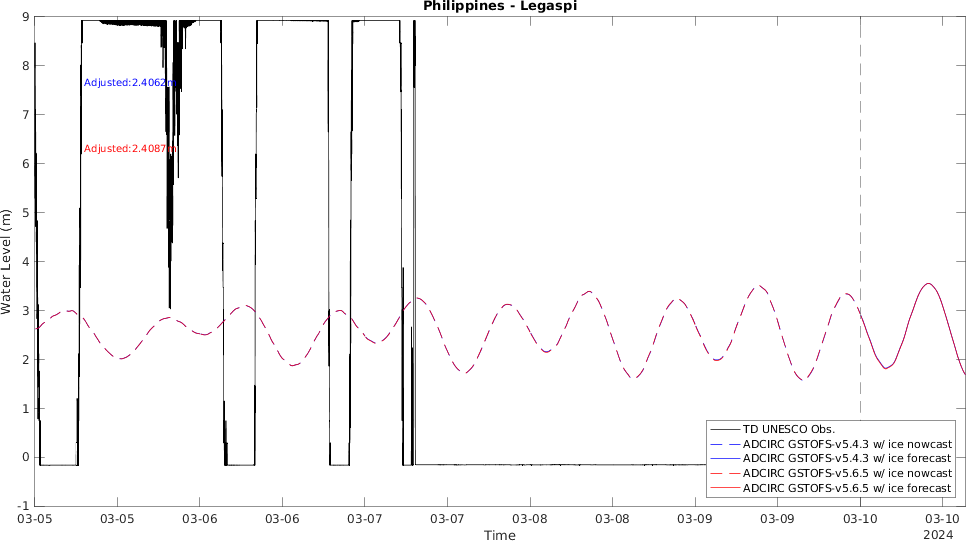 Philippines - Legaspi
Water Level (m)
9
8
7
6
5
4
3
2
1
0
-1
Adjusted:2.4062m
Adjusted:2.4087m
TD UNESCO Obs.
ADCIRC GSTOFS-v5.4.3 w/ ice nowcast
ADCIRC GSTOFS-v5.4.3 w/ ice forecast
ADCIRC GSTOFS-v5.6.5 w/ ice nowcast
ADCIRC GSTOFS-v5.6.5 w/ ice forecast
03-05 03-05 03-06 03-06 03-07 03-07 03-08 03-08 03-09 03-09 03-10 03-10
Time
2024